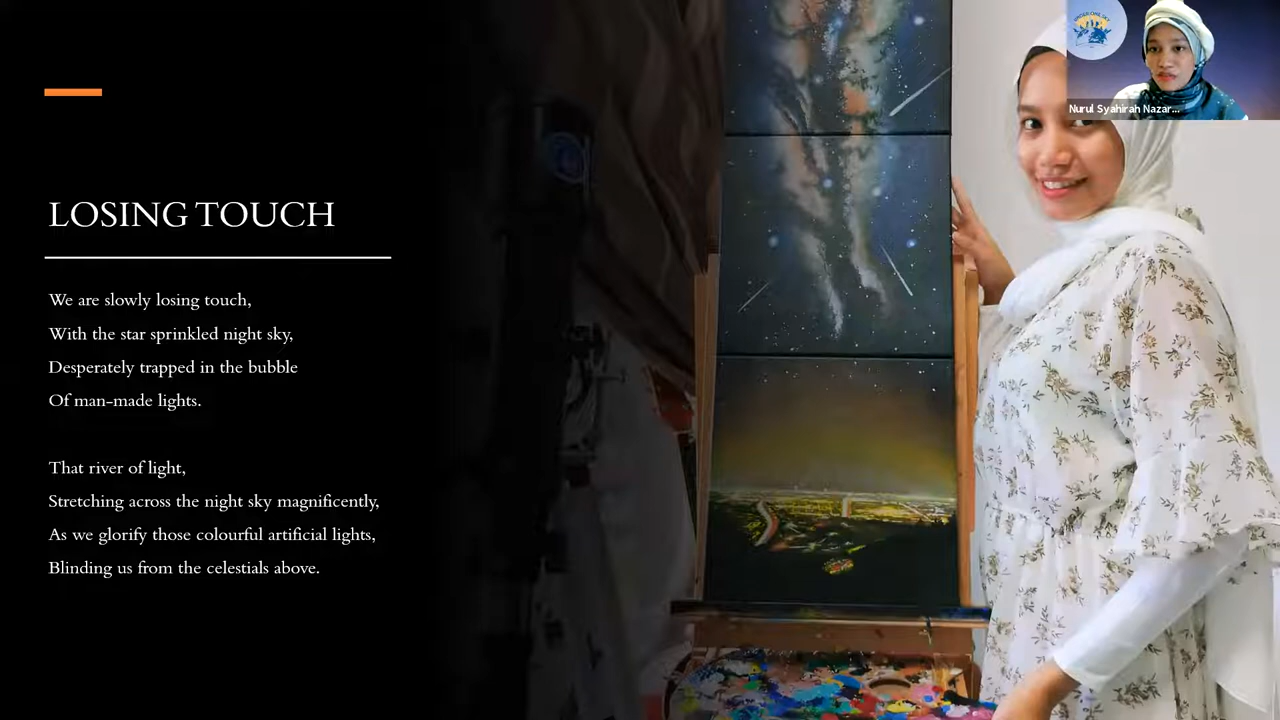 LOSING TOUCH
We are slowly losing touch,
With the star sprinkled night sky,
Desperately trapped in the bubble
Of man-made lights.
That river of light,
Stretching across the night sky magnificently,
As we glorify those colourful artificial lights,
Blinding us from the celestials above.
Nurul Syahirah Nazar...